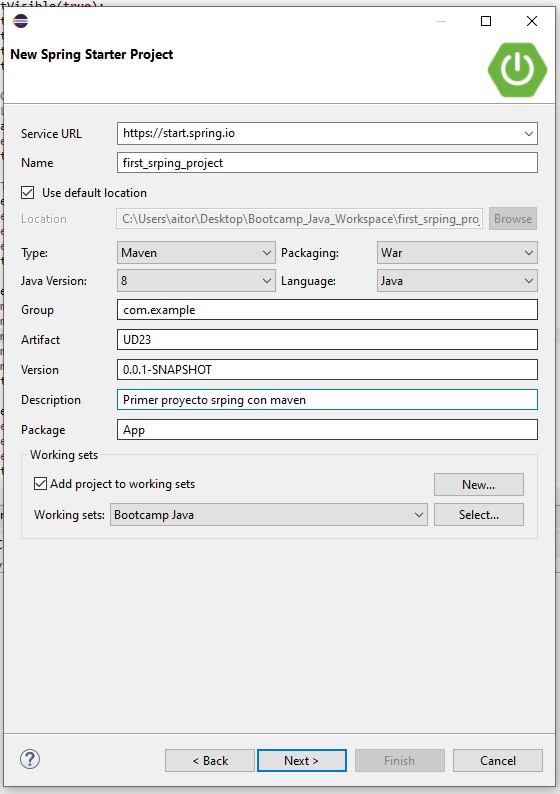 tVisible(true);
New Spring Starter Project
Service URL https://start.spring.io
Name first_srping_project
Use default location
Location C:\Users\aitor\Desktop\Bootcamp_Java_Workspace\first_srping_proj Browse
Type: Maven Packaging: War
Java Version: 8 Language: Java
Group com.example
Artifact UD23
Version 0.0.1-SNAPSHOT
Description Primer proyecto srping con maven
Package App
Working sets
Add project to working sets New...
Working sets: Bootcamp Java Select...
? < Back Next > Finish Cancel